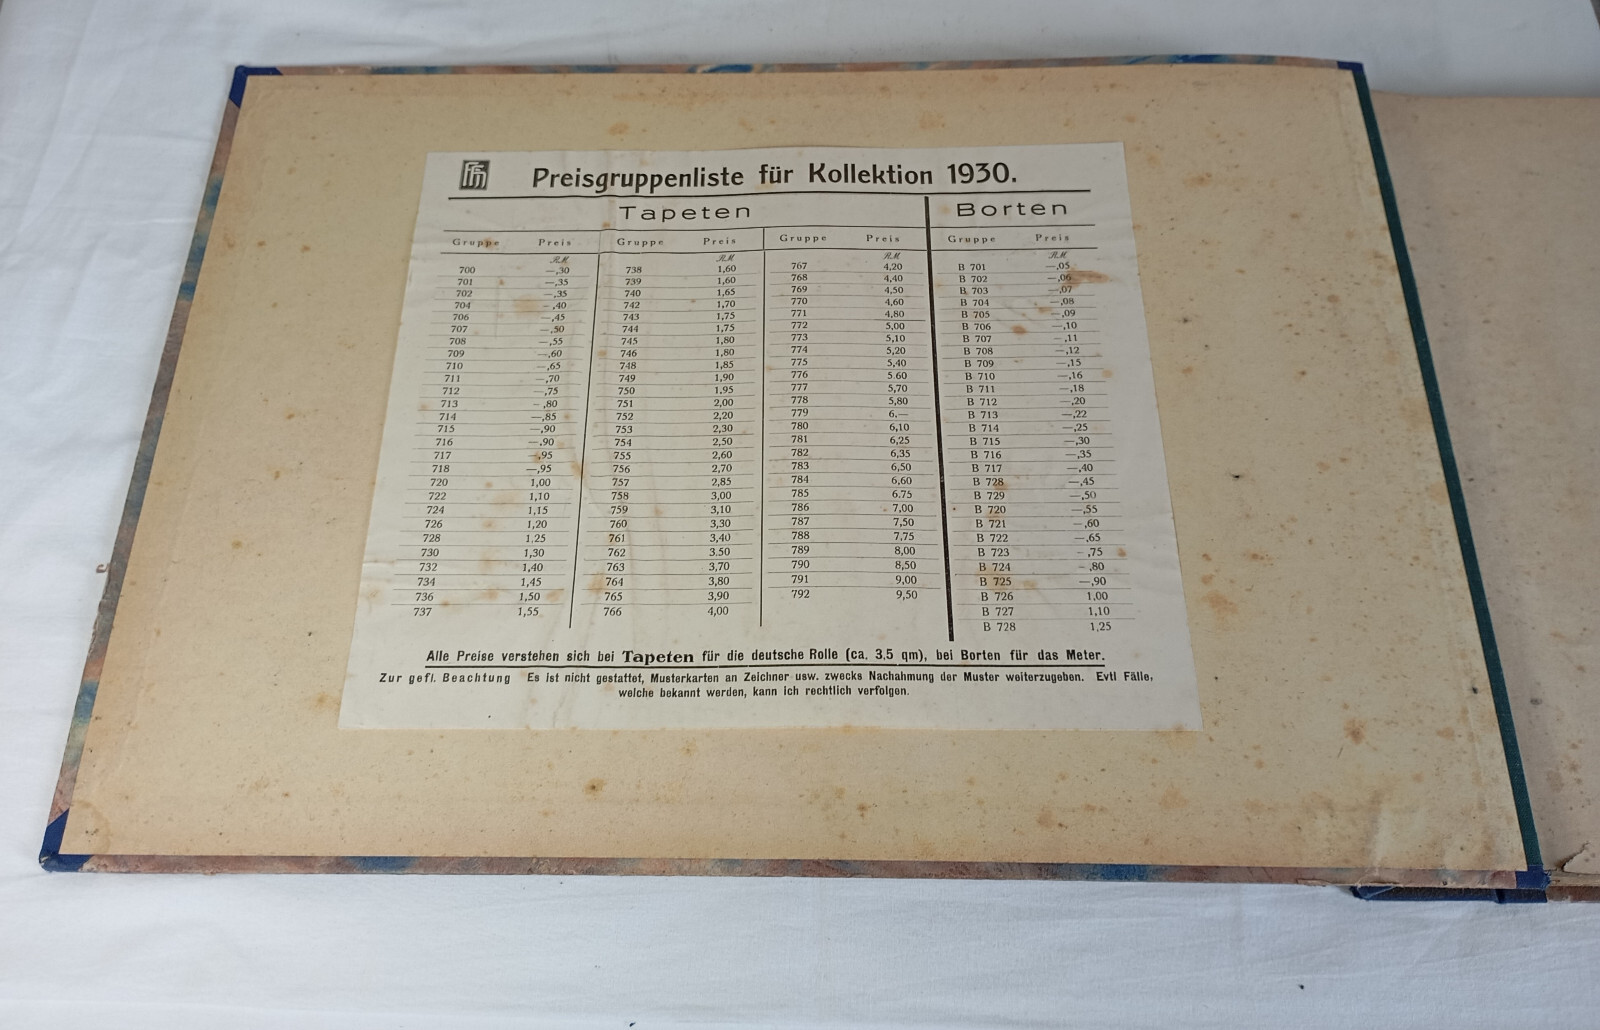 Preisgruppenliste für Kollektion 1930.
Tapeten Borten
Gruppe Preis Gruppe Preis Gruppe Preis Gruppe Preis
RM RM RM RM
700 —,30 738 1,60 767 4,20 B 701 —,05
701 —,35 739 1,60 768 4,40 B 702 —,06
702 —,35 740 1,65 769 4,50 B 703 —,07
704 —,40 742 1,70 770 4,60 B 704 —,08
706 —,45 743 1,75 771 4,80 B 705 —,09
707 —,50 744 1,75 772 5,00 B 706 —,10
708 —,55 745 1,80 773 5,10 B 707 —,11
709 —,60 746 1,80 774 5,20 B 708 —,12
710 —,65 748 1,85 775 5,40 B 709 —,15
711 —,70 749 1,90 776 5.60 B 710 —,16
712 —,75 750 1,95 777 5,70 B 711 —,18
713 —,80 751 2,00 778 5,80 B 712 —,20
714 —,85 752 2,20 779 6,— B 713 —,22
715 —,90 753 2,30 780 6,10 B 714 —,25
716 —,90 754 2,50 781 6,25 B 715 —,30
717 —,95 755 2,60 782 6,35 B 716 —,35
718 —,95 756 2,70 783 6,50 B 717 —,40
720 1,00 757 2,85 784 6,60 B 728 —,45
722 1,10 758 3,00 785 6.75 B 729 —,50
724 1,15 759 3,10 786 7,00 B 720 —,55
726 1,20 760 3,30 787 7,50 B 721 —,60
728 1,25 761 3,40 788 7,75 B 722 —,65
730 1,30 762 3.50 789 8,00 B 723 —,75
732 1,40 763 3,70 790 8,50 B 724 —,80
734 1,45 764 3,80 791 9,00 B 725 —,90
736 1,50 765 3,90 792 9,50 B 726 1,00
737 1,55 766 4,00 B 727 1,10
B 728 1,25
Alle Preise verstehen sich bei Tapeten für die deutsche Rolle (ca. 3,5 qm), bei Borten für das Meter.
Zur gefl. Beachtung Es ist nicht gestattet, Musterkarten an Zeichner usw. zwecks Nachahmung der Muster weiterzugeben. Evtl Fälle,
welche bekannt werden, kann ich rechtlich verfolgen.